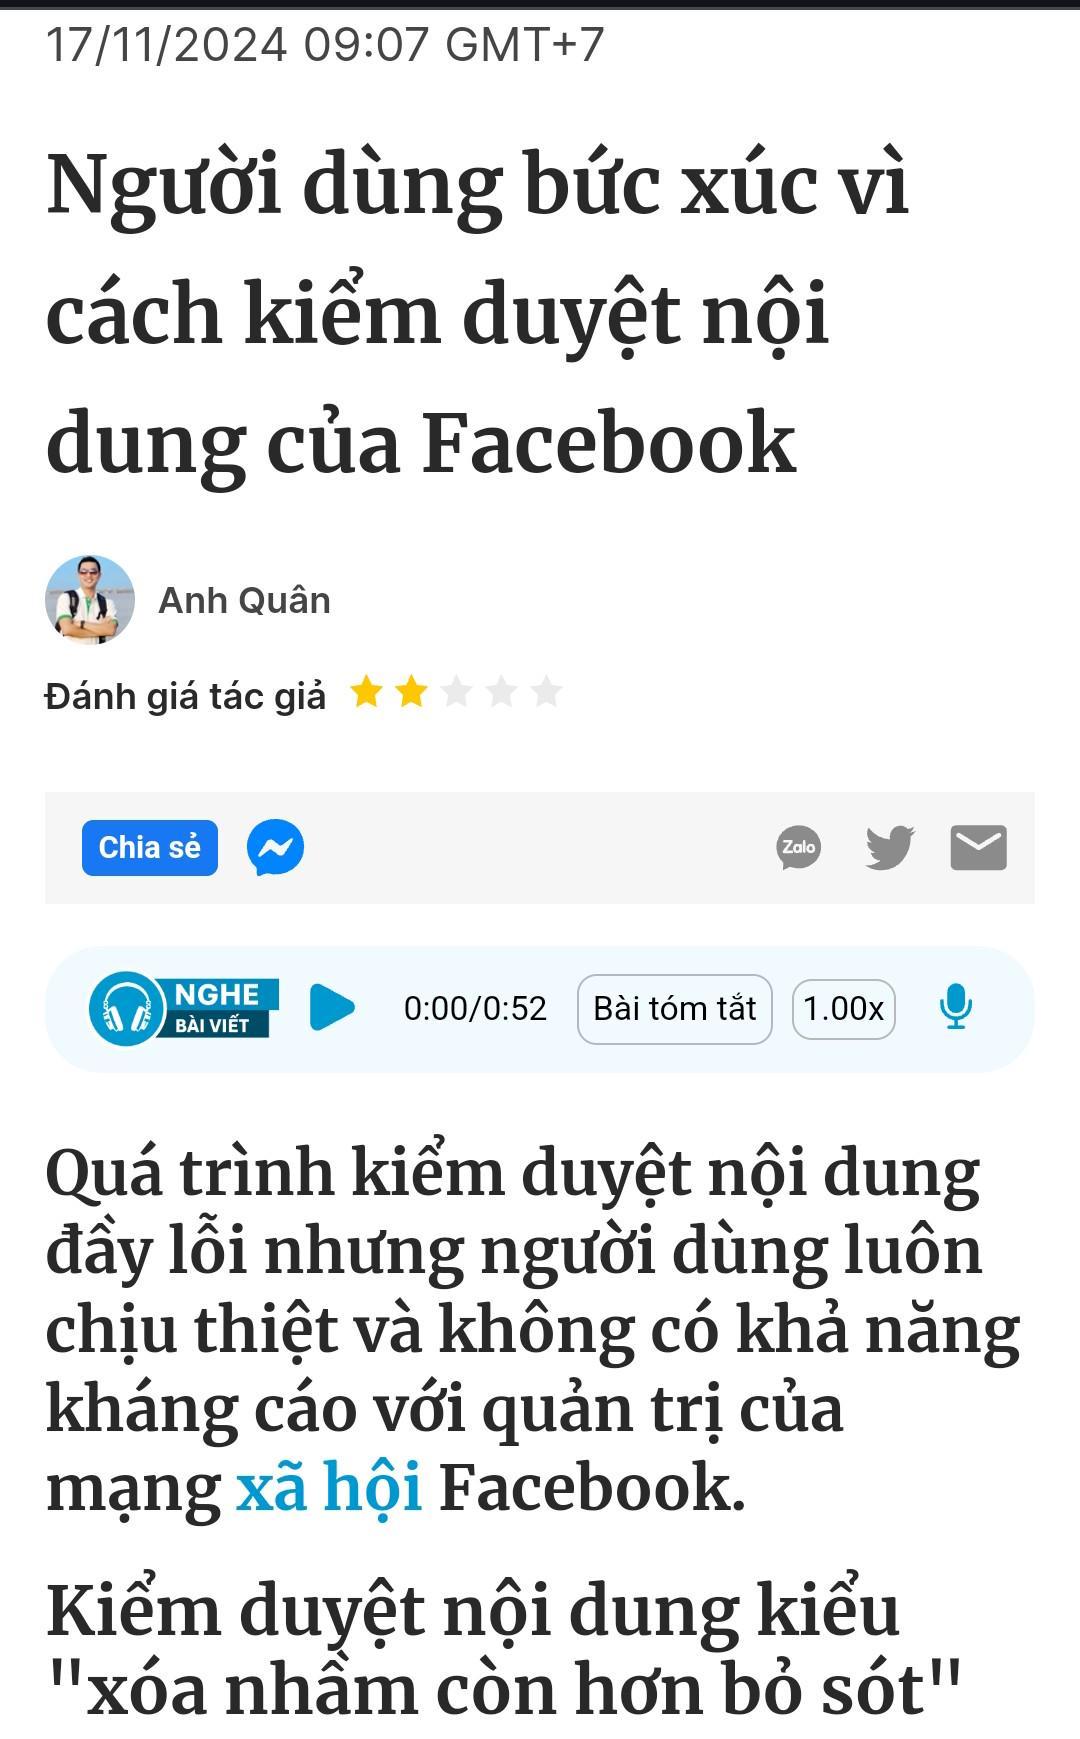 17/11/2024 09:07 GMT+7
Người dùng bức xúc vì
cách kiểm duyệt nội
dung của Facebook
Anh Quân
Đánh giá tác giả
Chia sẻ
Zalo
NGHE
BÀI VIẾT
0:00/0:52
Bài tóm tắt
1.00x
Quá trình kiểm duyệt nội dung
đầy lỗi nhưng người dùng luôn
chịu thiệt và không có khả năng
kháng cáo với quản trị của
mạng xã hội Facebook.
Kiểm duyệt nội dung kiểu
"xóa nhầm còn hơn bỏ sót"